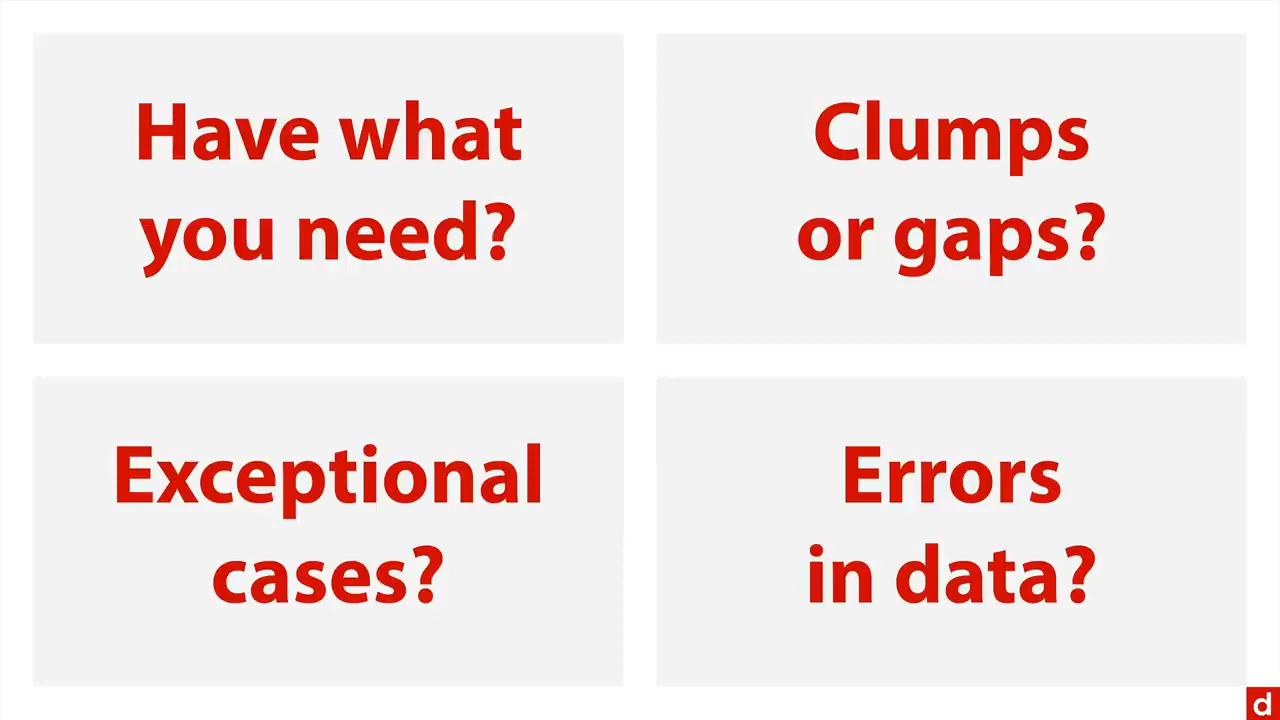 Have what
you need?
Clumps
or gaps?
Exceptional
cases?
Errors
in data?
d